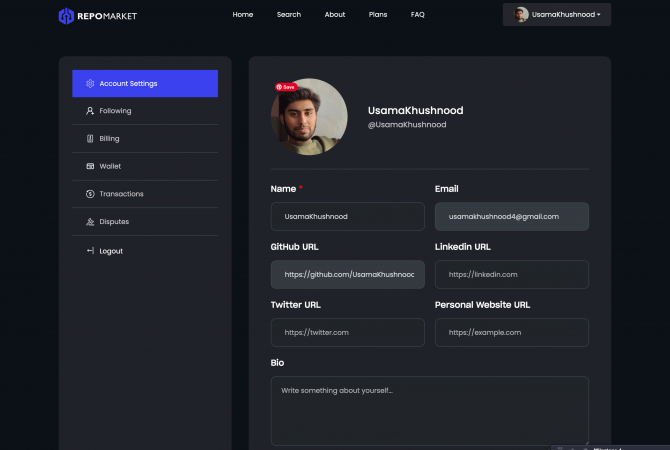 REPOMARKET
Home
Search
About
Plans
FAQ
UsamaKhushnood
Account Settings
Following
Billing
Wallet
Transactions
Disputes
Logout
Save
UsamaKhushnood
@UsamaKhushnood
Name *
Email
UsamaKhushnood
usamakhushnood4@gmail.com
GitHub URL
Linkedin URL
https://github.com/UsamaKhushnood
https://linkedin.com
Twitter URL
Personal Website URL
https://twitter.com
https://example.com
Bio
Write something about yourself...